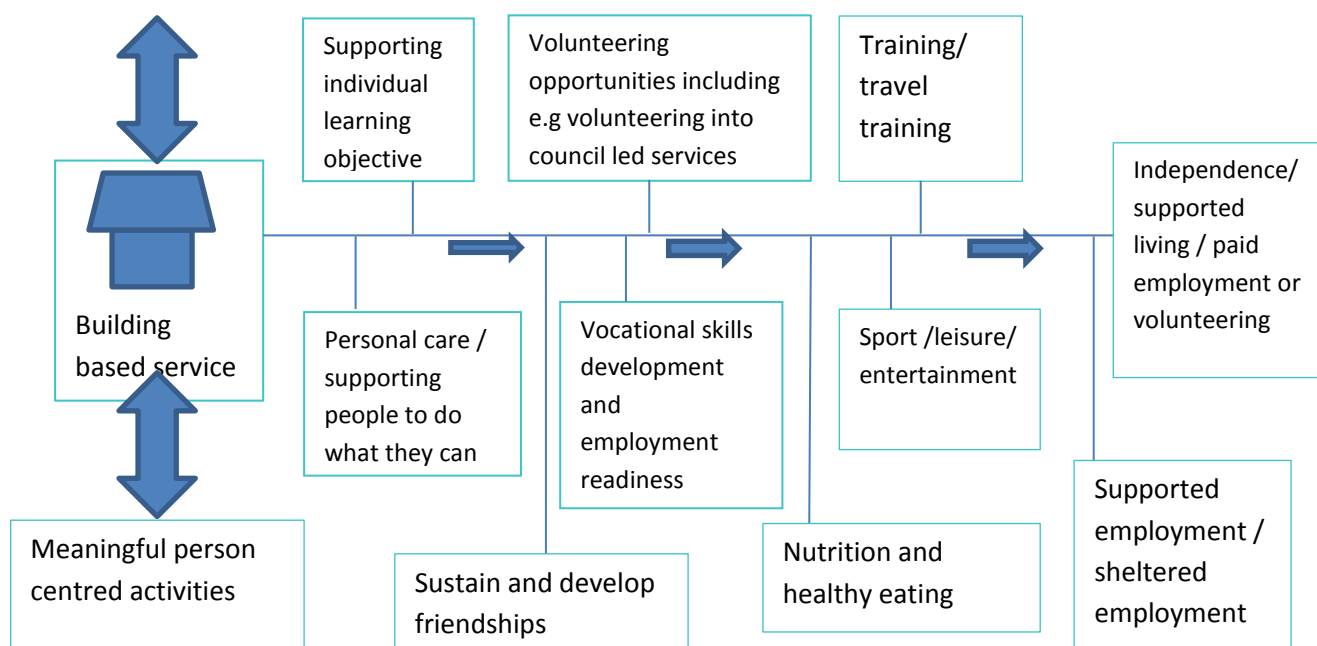 Supporting
individual
learning
objective
Volunteering
opportunities including
e.g volunteering into
council led services
Training/
travel
training
Independence/
supported
living / paid
employment or
volunteering
Building
based service
Personal care /
supporting
people to do
what they can
Vocational skills
development
and
employment
readiness
Sport /leisure/
entertainment
Supported
employment /
sheltered
employment
Meaningful person
centred activities
Sustain and develop
friendships
Nutrition and
healthy eating